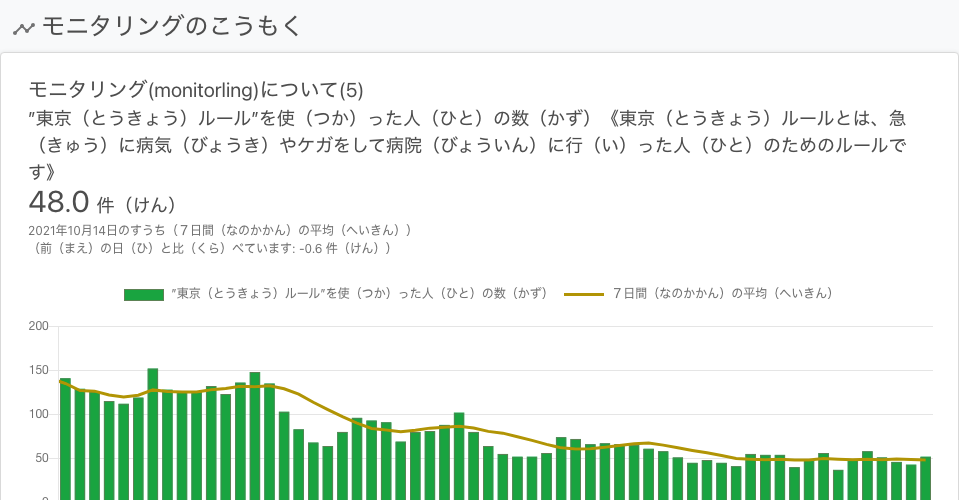 モニタリングのこうもく
モニタリング(monitorling)について(5)
”東京（とうきょう）ルール”を使（つか）った人（ひと）の数（かず）《東京（とうきょう）ルールとは、急
（きゅう）に病気（びょうき）やケガをして病院（びょういん）に行（い）った人（ひと）のためのルールで
す》
48.0 件（けん）
2021年10月14日のすうち（７日間（なのかかん）の平均（へいきん））
（前（まえ）の日（ひ）と比（くら）べています: -0.6 件（けん））
”東京（とうきょう）ルール”を使（つか）った人（ひと）の数（かず） ７日間（なのかかん）の平均（へいきん）
200
150
100
50
0